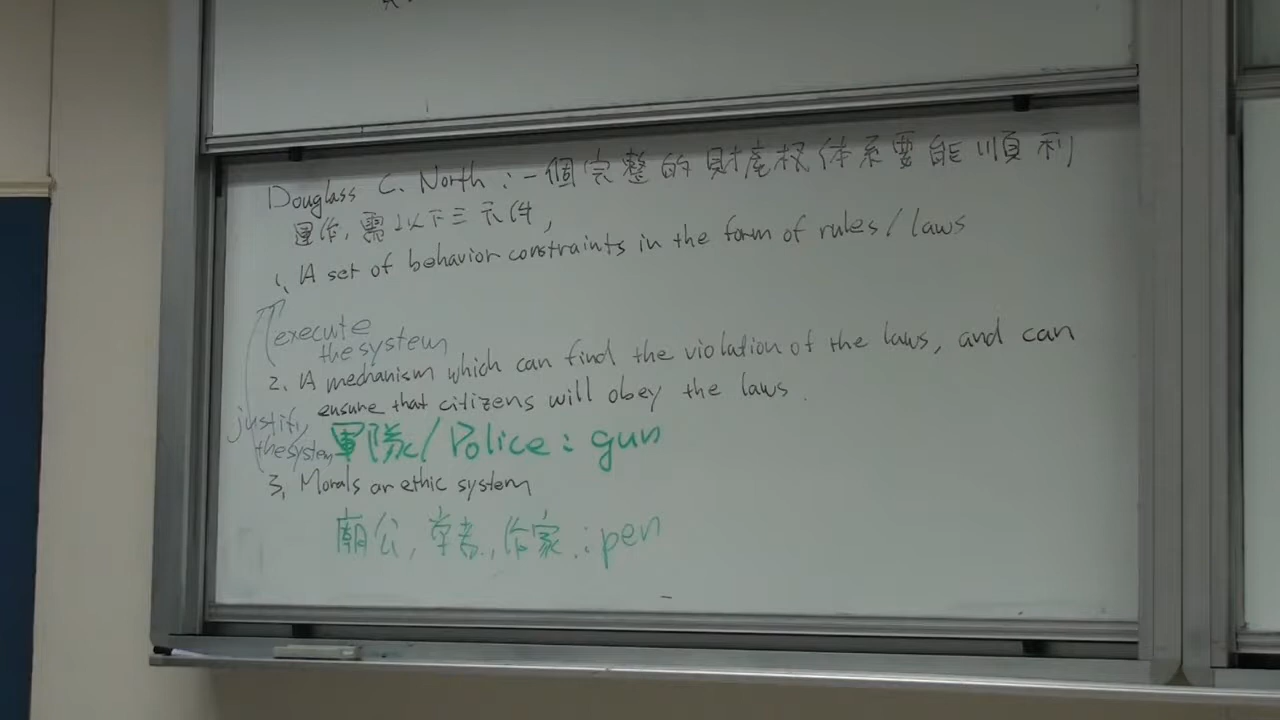 Douglass C. North : 一個完整的財產权体系要能順利
運作, 需以下三元件,
1、A set of behavior constraints in the form of rules/laws
execute
the system
2、A mechanism which can find the violation of the laws, and can
ensure that citizens will obey the laws.
justify
the system
軍隊/Police : gun
3、Morals or ethic system
廟公, 学者, 作家.: pen